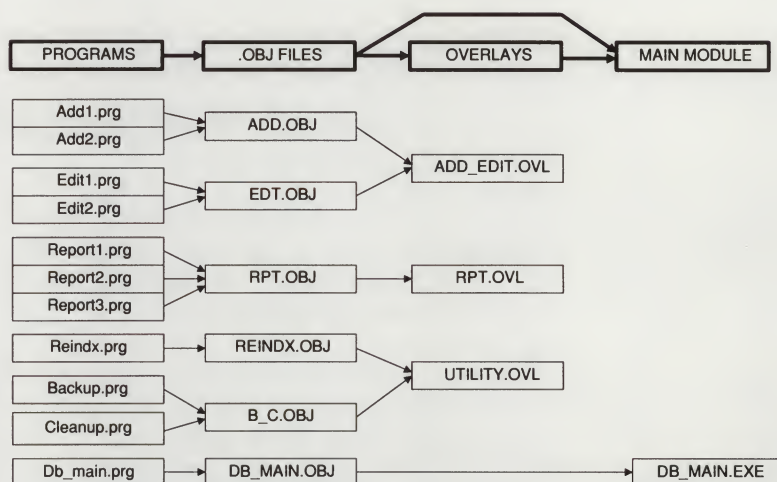 PROGRAMS .OBJ FILES OVERLAYS MAIN MODULE
Add1.prg
Add2.prg
ADD.OBJ
Edit1.prg
Edit2.prg
EDT.OBJ
ADD_EDIT.OVL
Report1.prg
Report2.prg
Report3.prg
RPT.OBJ
RPT.OVL
Reindx.prg
REINDX.OBJ
Backup.prg
Cleanup.prg
B_C.OBJ
UTILITY.OVL
Db_main.prg
DB_MAIN.OBJ
DB_MAIN.EXE